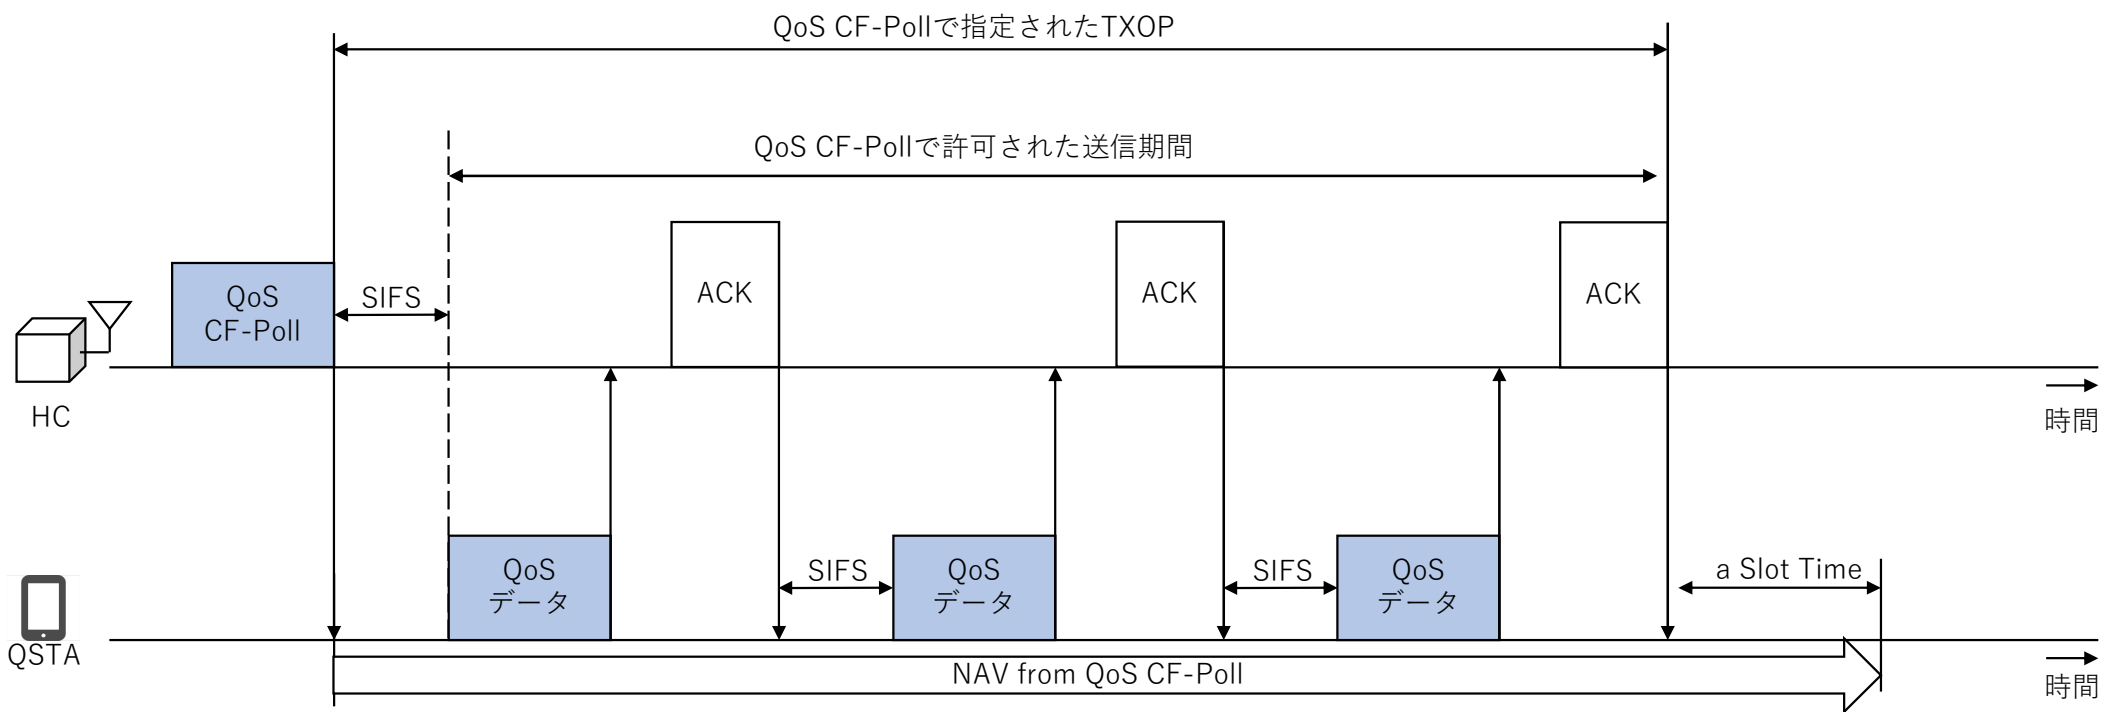 QoS CF-Pollで指定されたTXOP
QoS CF-Pollで許可された送信期間
QoS
CF-Poll
SIFS
ACK
ACK
ACK
HC
時間
QoS
データ
SIFS
QoS
データ
SIFS
QoS
データ
a Slot Time
QSTA
NAV from QoS CF-Poll
時間